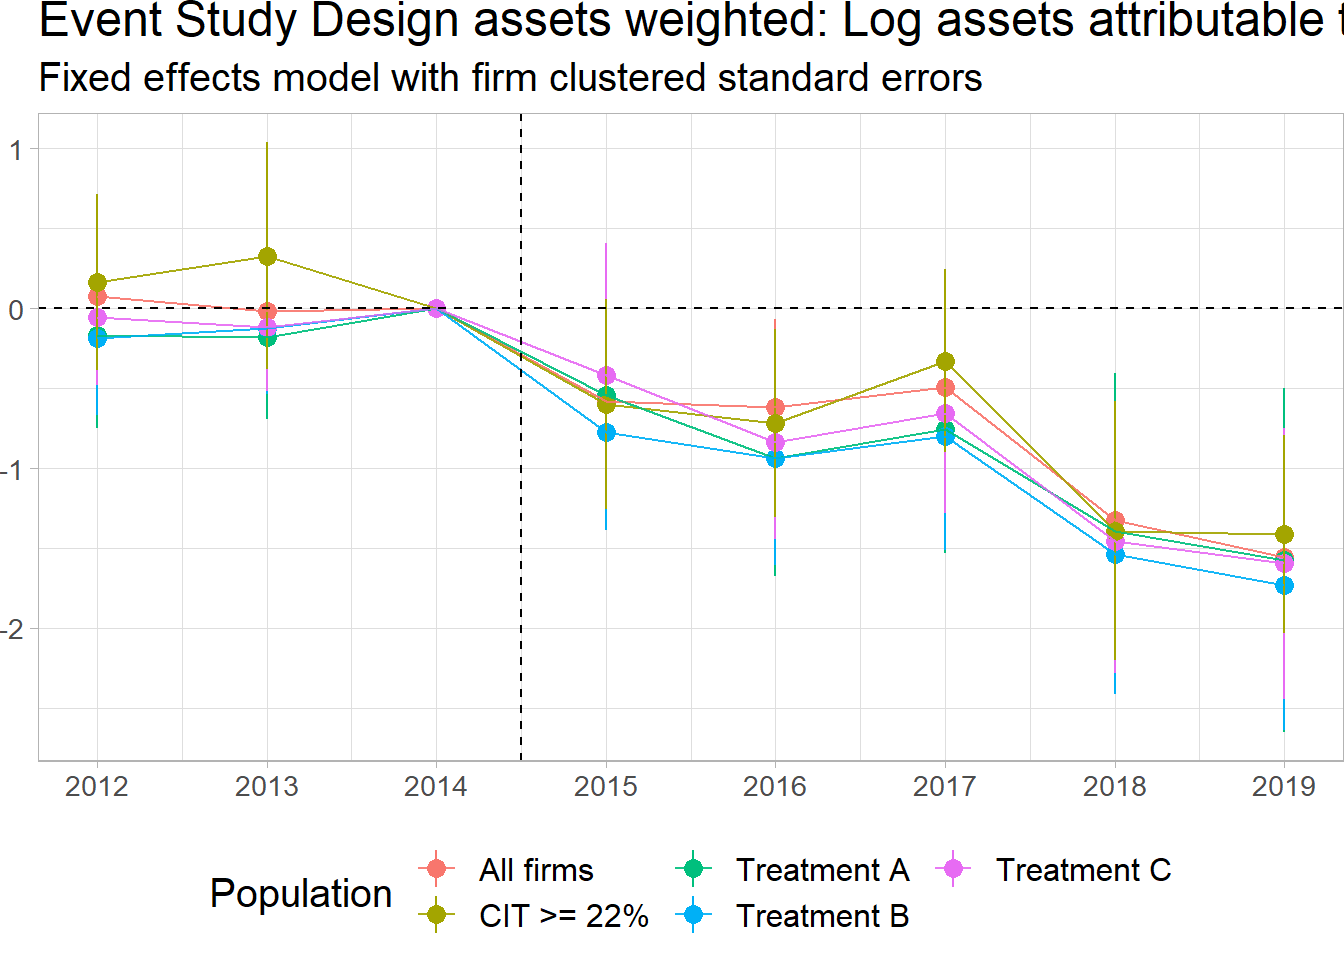 Event Study Design assets weighted: Log assets attributable
Fixed effects model with firm clustered standard errors
1
0
-1
-2
2012 2013 2014 2015 2016 2017 2018 2019
Population
All firms
CIT >= 22%
Treatment A
Treatment B
Treatment C